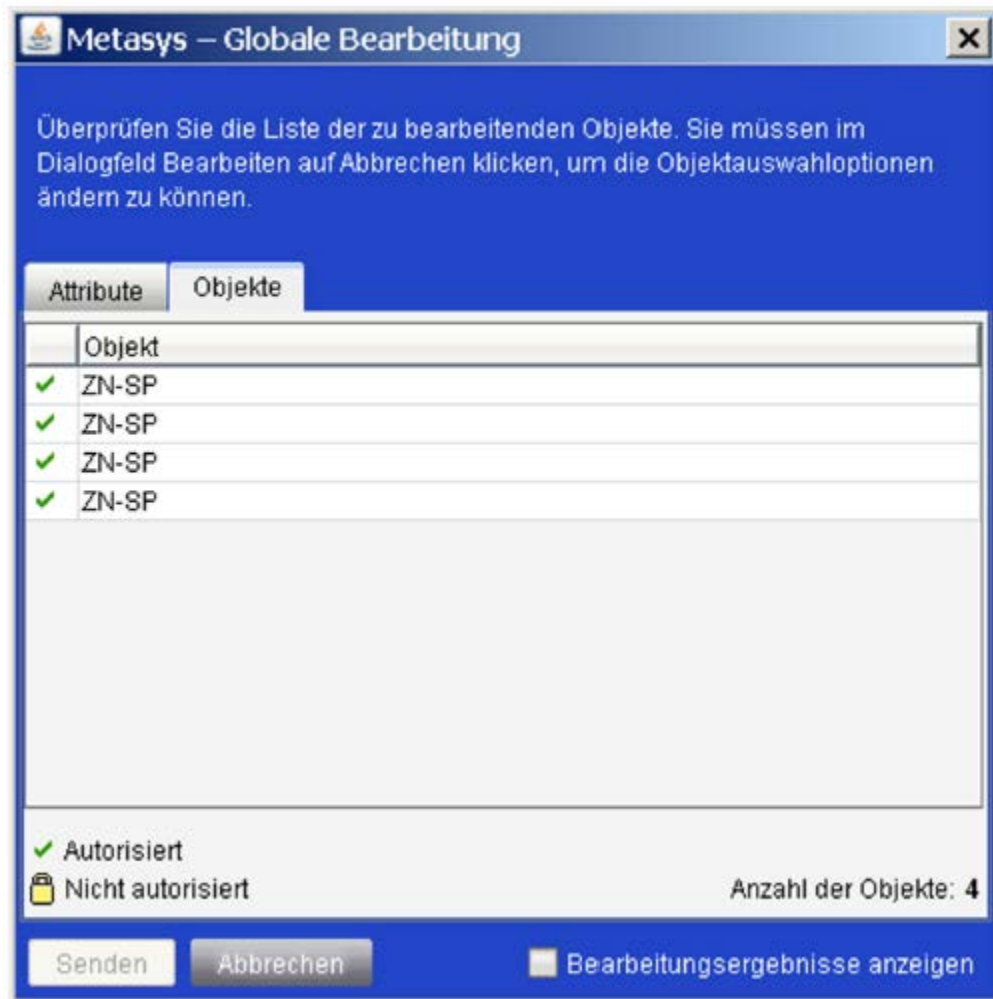 Metasys – Globale Bearbeitung
Überprüfen Sie die Liste der zu bearbeitenden Objekte. Sie müssen im
Dialogfeld Bearbeiten auf Abbrechen klicken, um die Objektauswahloptionen
ändern zu können.
Attribute Objekte
Objekt
ZN-SP
ZN-SP
ZN-SP
ZN-SP
Autorisiert
Nicht autorisiert Anzahl der Objekte: 4
Senden Abbrechen Bearbeitungsergebnisse anzeigen